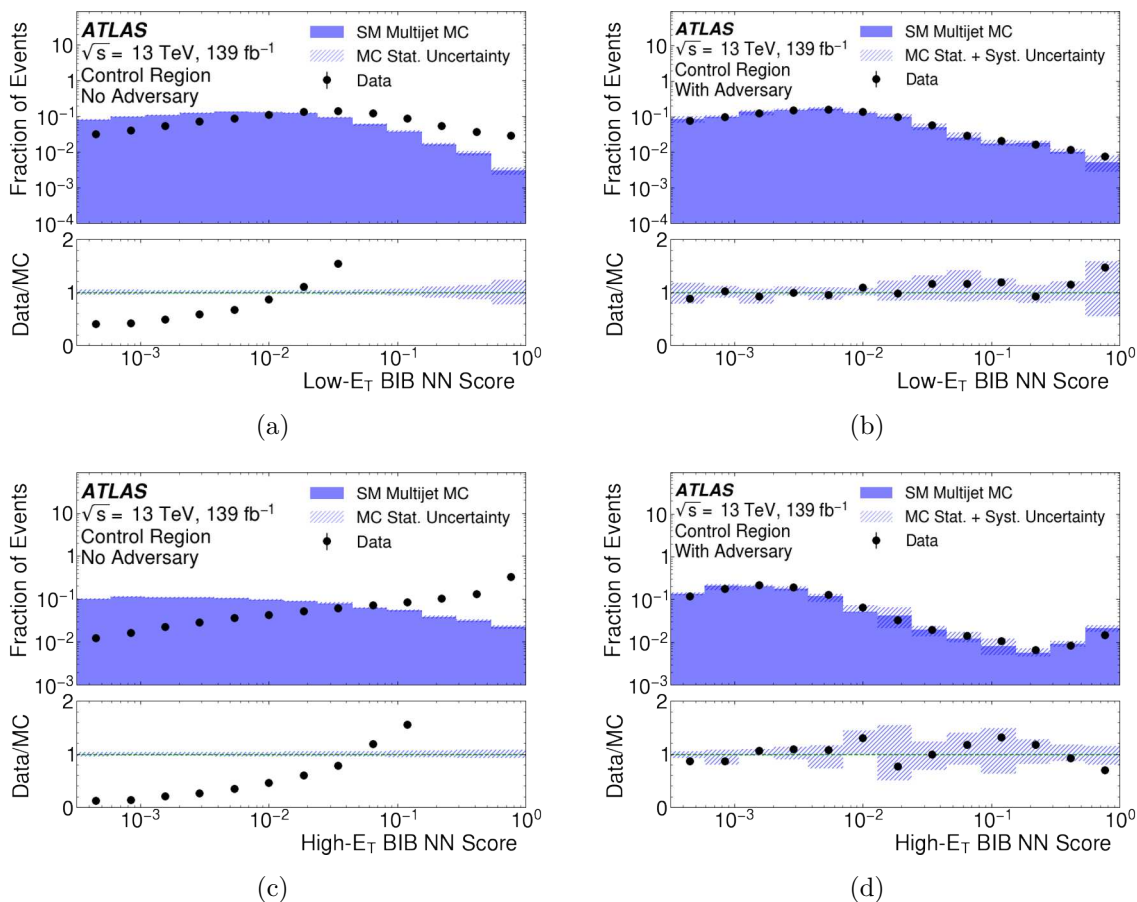 ATLAS
√s = 13 TeV, 139 fb⁻¹
Control Region
No Adversary
SM Multijet MC
MC Stat. Uncertainty
Data
Fraction of Events
10
1
10⁻¹
10⁻²
10⁻³
10⁻⁴
Data/MC
2
1
0
10⁻³ 10⁻² 10⁻¹ 10⁰
Low-E_T BIB NN Score
(a)
ATLAS
√s = 13 TeV, 139 fb⁻¹
Control Region
With Adversary
SM Multijet MC
MC Stat. + Syst. Uncertainty
Data
Fraction of Events
10
1
10⁻¹
10⁻²
10⁻³
10⁻⁴
Data/MC
2
1
0
10⁻³ 10⁻² 10⁻¹ 10⁰
Low-E_T BIB NN Score
(b)
ATLAS
√s = 13 TeV, 139 fb⁻¹
Control Region
No Adversary
SM Multijet MC
MC Stat. Uncertainty
Data
Fraction of Events
10
1
10⁻¹
10⁻²
10⁻³
Data/MC
2
1
0
10⁻³ 10⁻² 10⁻¹ 10⁰
High-E_T BIB NN Score
(c)
ATLAS
√s = 13 TeV, 139 fb⁻¹
Control Region
With Adversary
SM Multijet MC
MC Stat. + Syst. Uncertainty
Data
Fraction of Events
10
1
10⁻¹
10⁻²
10⁻³
Data/MC
2
1
0
10⁻³ 10⁻² 10⁻¹ 10⁰
High-E_T BIB NN Score
(d)